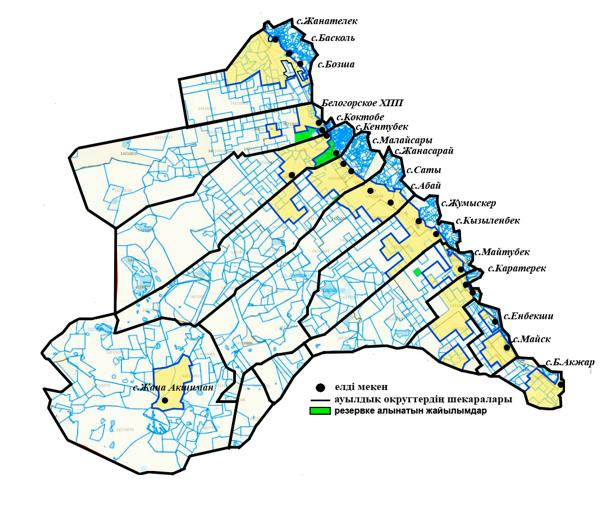 с.Жанателек
с.Басколь
с.Бозша
Белогорское ХПП
с.Коктобе
с.Кентубек
с.Малайсары
с.Жанасарай
с.Саты
с.Абай
с.Жумыскер
с.Кызыленбек
с.Майтубек
с.Каратерек
с.Енбекши
с.Майск
с.Б.Акжар
с.Жана Акшиман
елді мекен
ауылдық округтердің шекаралары
резервке алынатын жайылымдар